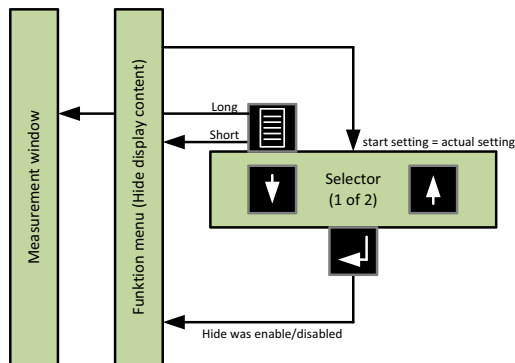 Measurement window
Funktion menu (Hide display content)
Long
Short
start setting = actual setting
Selector
(1 of 2)
Hide was enable/disabled